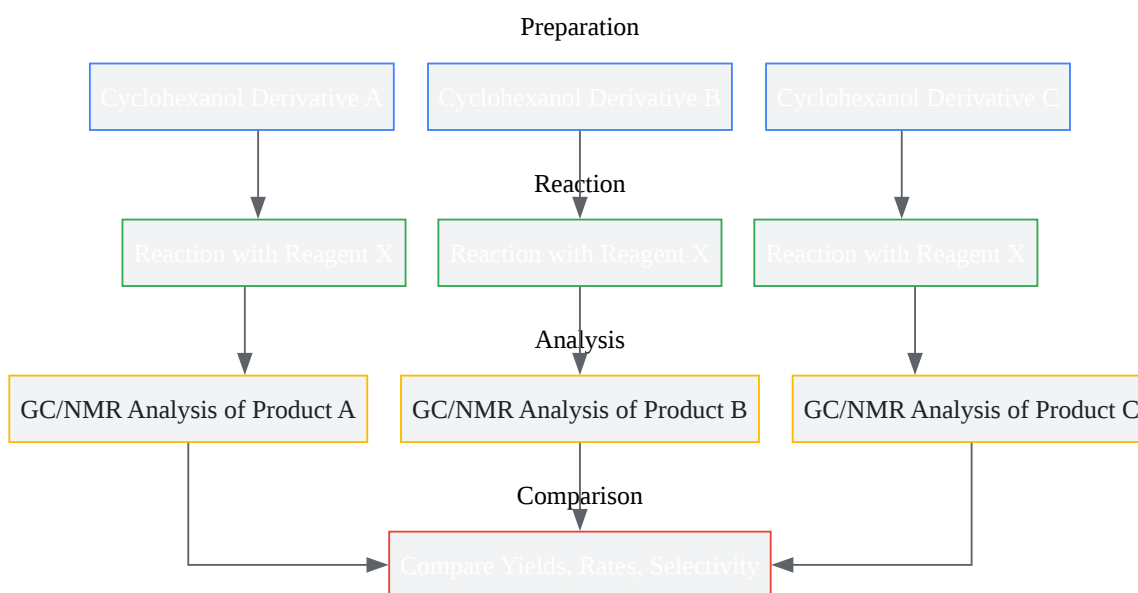 Preparation
Cyclohexanol Derivative A
Cyclohexanol Derivative B
Cyclohexanol Derivative C
Reaction
Reaction with Reagent X
Reaction with Reagent X
Reaction with Reagent X
Analysis
GC/NMR Analysis of Product A
GC/NMR Analysis of Product B
GC/NMR Analysis of Product C
Comparison
Compare Yields, Rates, Selectivity